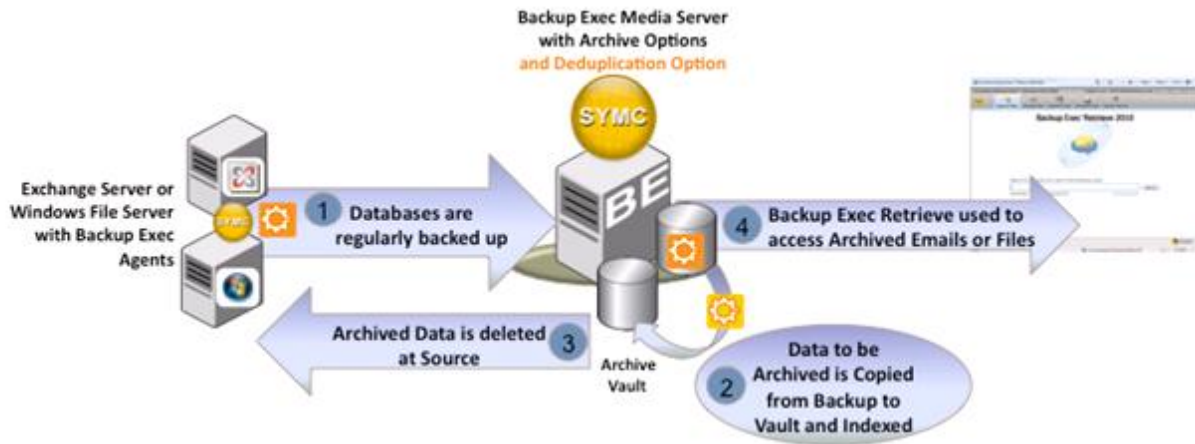 Backup Exec Media Server
with Archive Options
and Deduplication Option
SYMC
BE
Exchange Server or
Windows File Server
with Backup Exec
Agents
SYMC
1
Databases are
regularly backed up
4
Backup Exec Retrieve used to
access Archived Emails or Files
Backup Exec Retrieve 2010
Archived Data is deleted
at Source
3
Archive
Vault
2
Data to be
Archived is Copied
from Backup to
Vault and Indexed